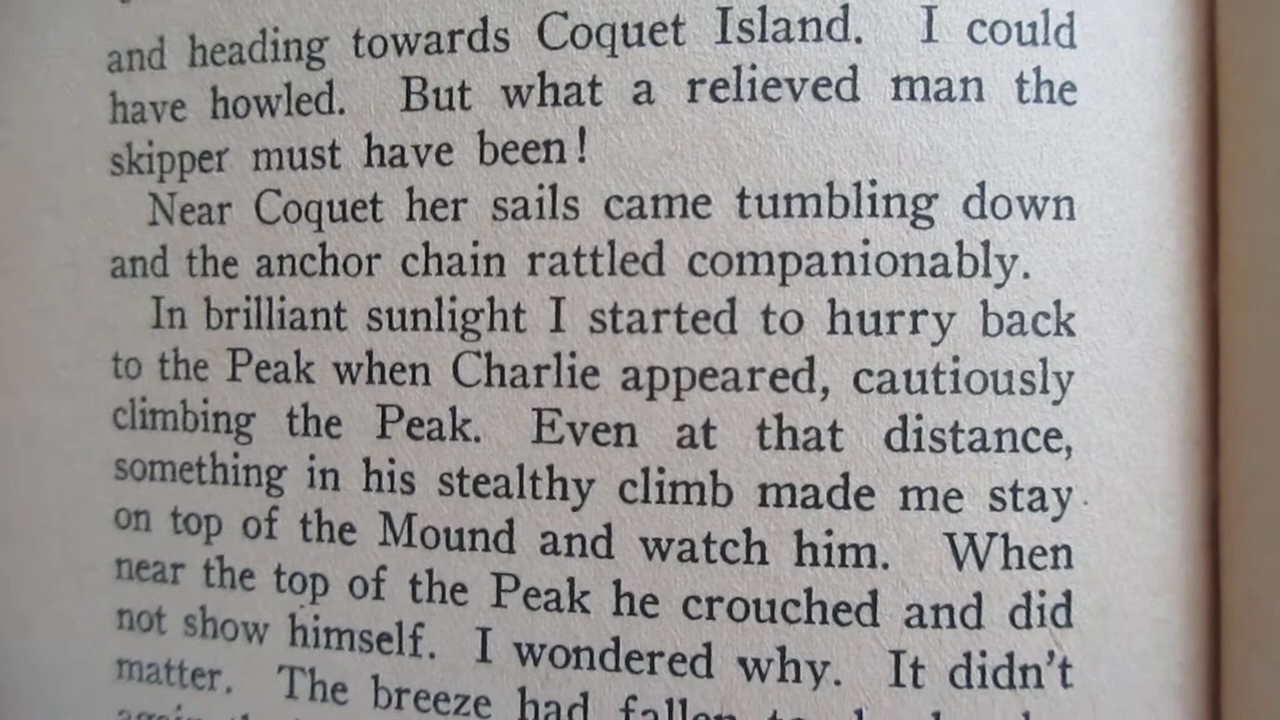 and heading towards Coquet Island. I could
have howled. But what a relieved man the
skipper must have been!
Near Coquet her sails came tumbling down
and the anchor chain rattled companionably.
In brilliant sunlight I started to hurry back
to the Peak when Charlie appeared, cautiously
climbing the Peak. Even at that distance,
something in his stealthy climb made me stay
on top of the Mound and watch him. When
near the top of the Peak he crouched and did
not show himself. I wondered why. It didn't
matter. The breeze had fallen